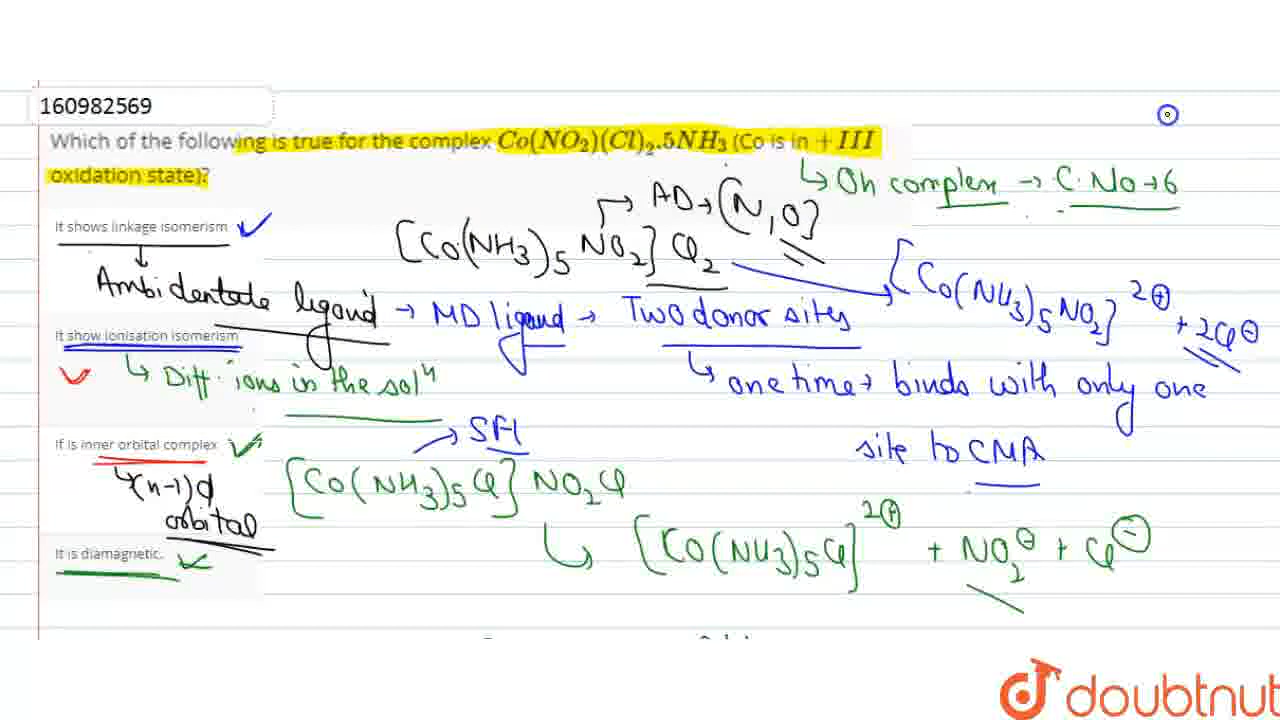 160982569
Which of the following is true for the complex Co(NO₂)(Cl)₂.5NH₃ (Co is in +III
oxidation state)?
↳ Oh complex → C.No → 6
It shows linkage isomerism
→ AD → (N, O]
[Co(NH₃)₅ NO₂] Cl₂
[Co(NH₃)₅NO₂]²⊕ + 2Cl⊖
Ambidentate ligand → MD ligand → Two donor sites
It show ionisation isomerism
↳ Diff. ions in the solⁿ
↳ one time → binds with only one
site to CMA
If is inner orbital complex
↳ (n-1) d
orbital
→ SFL
[Co(NH₃)₅Cl] NO₂Cl
↳ [Co(NH₃)₅Cl]²⊕ + NO₂⊖ + Cl⊖
It is diamagnetic.
doubtnut